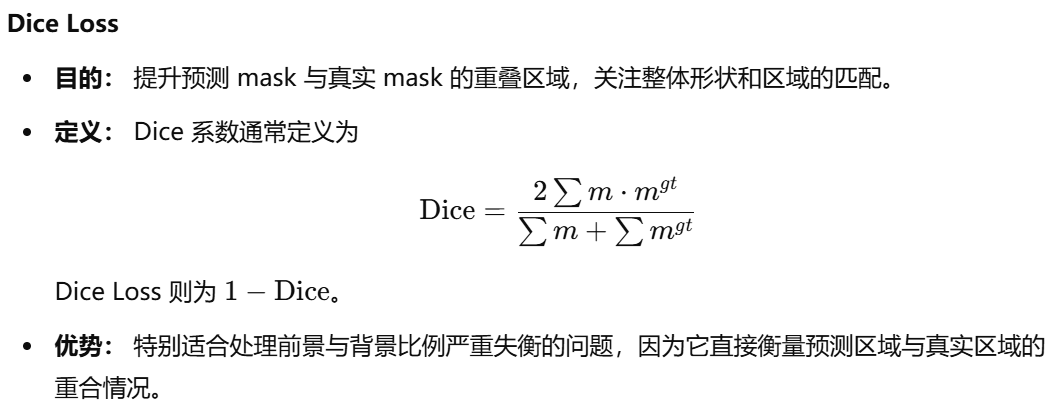 Dice Loss
• 目的： 提升预测 mask 与真实 mask 的重叠区域，关注整体形状和区域的匹配。
• 定义： Dice 系数通常定义为
Dice = \frac{2 \sum m \cdot m^{gt}}{\sum m + \sum m^{gt}}
Dice Loss 则为 1 − Dice。
• 优势： 特别适合处理前景与背景比例严重失衡的问题，因为它直接衡量预测区域与真实区域的
重合情况。